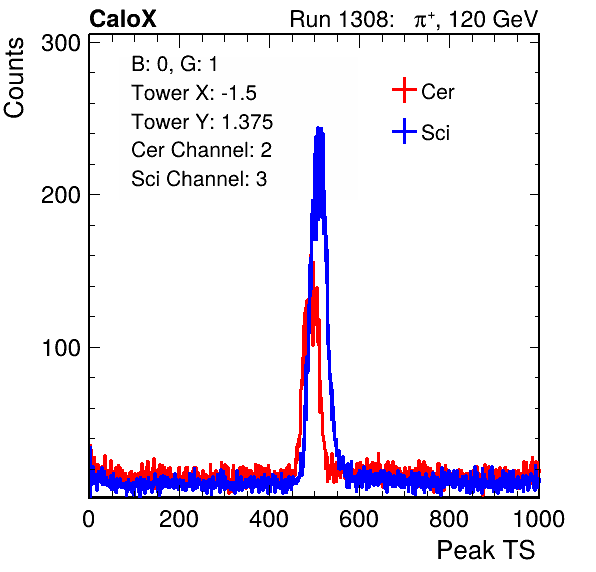 CaloX Run 1308: π⁺, 120 GeV
Counts
300
200
100
B: 0, G: 1
Tower X: -1.5
Tower Y: 1.375
Cer Channel: 2
Sci Channel: 3
Cer
Sci
0 200 400 600 800 1000
Peak TS